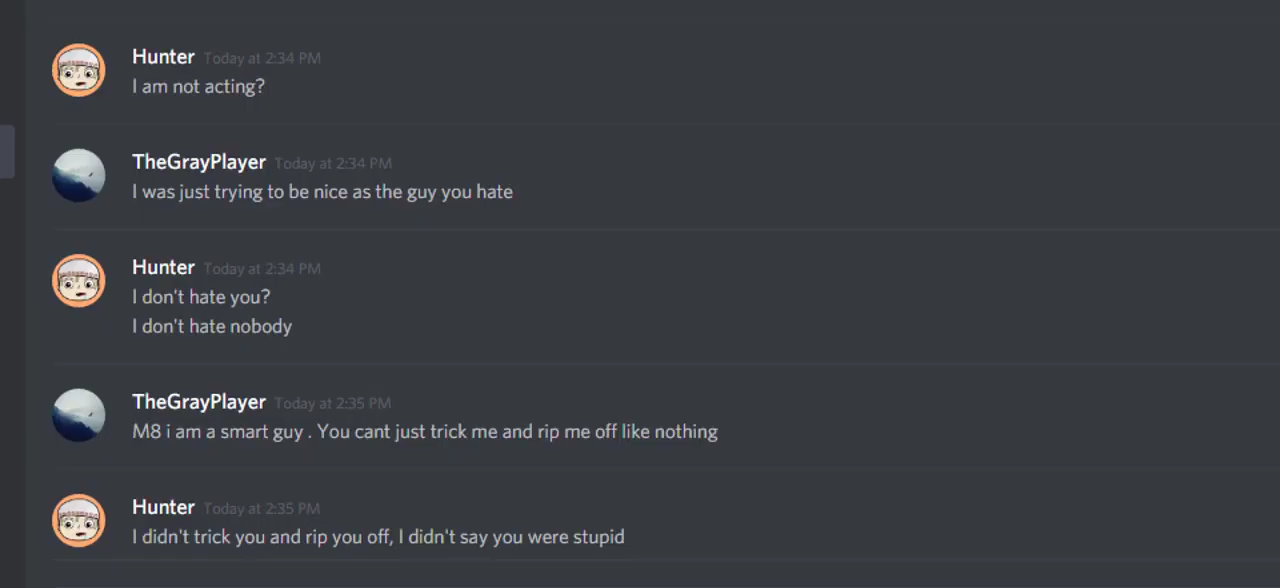 Hunter Today at 2:34 PM
I am not acting?
TheGrayPlayer Today at 2:34 PM
I was just trying to be nice as the guy you hate
Hunter Today at 2:34 PM
I don't hate you?
I don't hate nobody
TheGrayPlayer Today at 2:35 PM
M8 i am a smart guy . You cant just trick me and rip me off like nothing
Hunter Today at 2:35 PM
I didn't trick you and rip you off, I didn't say you were stupid